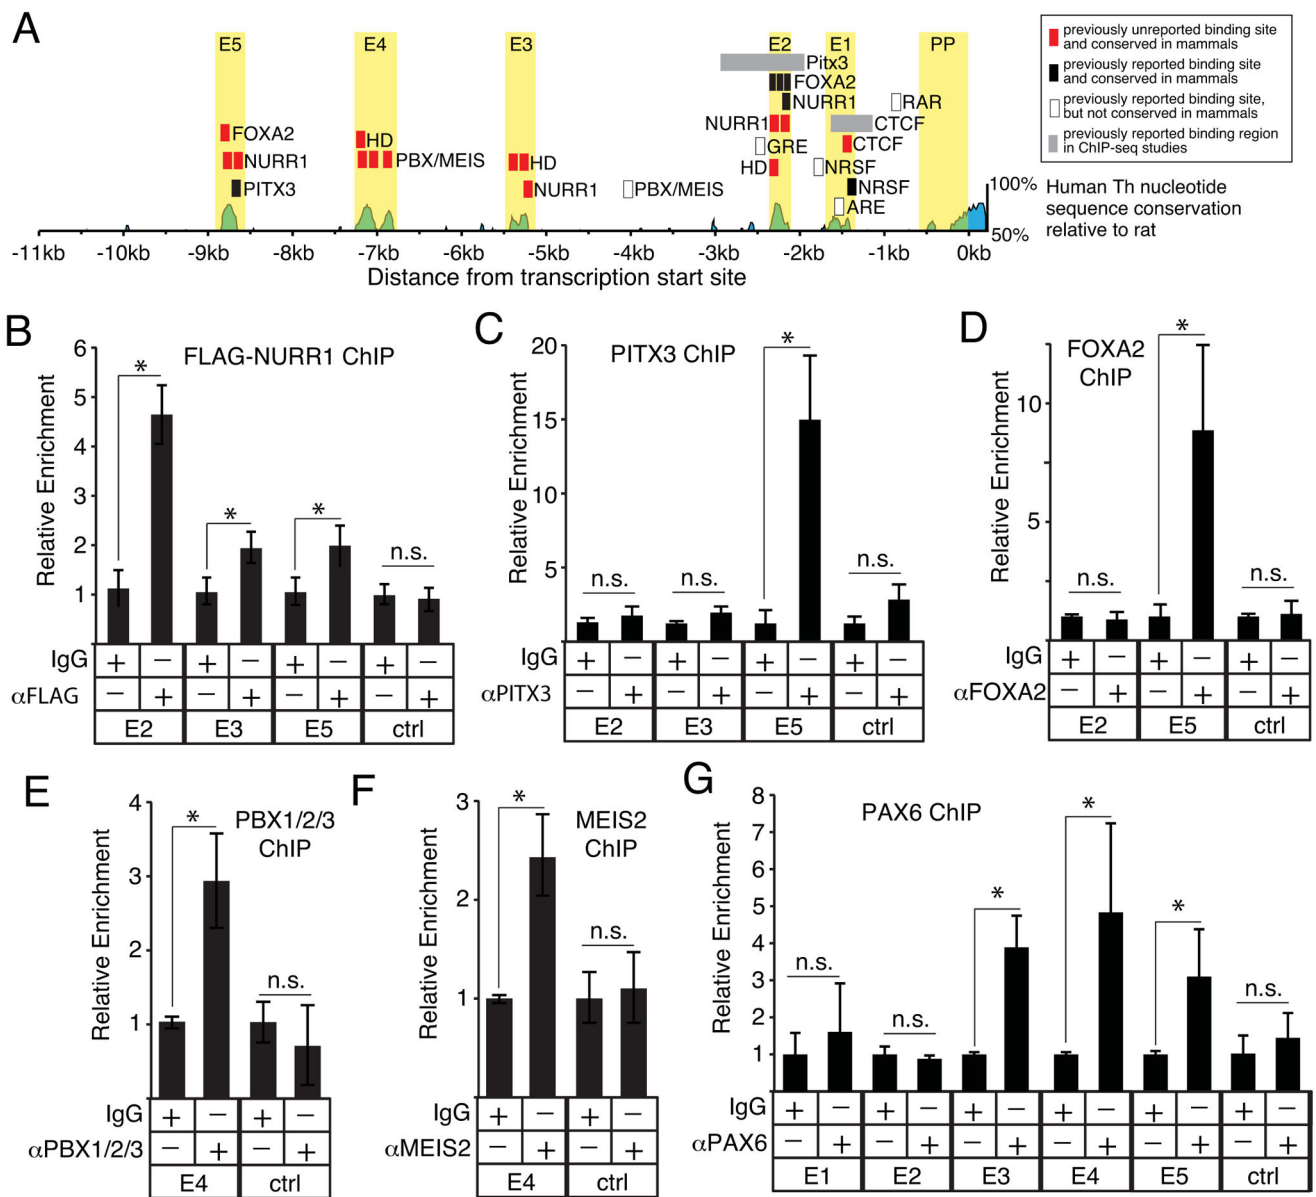 A
E5
E4
E3
E2
E1
PP
Pitx3
FOXA2
NURR1
RAR
NURR1
CTCF
GRE
CTCF
HD
NRSF
NRSF
ARE
FOXA2
NURR1
PITX3
HD
PBX/MEIS
HD
NURR1
PBX/MEIS
previously unreported binding site
and conserved in mammals
previously reported binding site
and conserved in mammals
previously reported binding site,
but not conserved in mammals
previously reported binding region
in ChIP-seq studies
100%
50%
Human Th nucleotide
sequence conservation
relative to rat
-11kb -10kb -9kb -8kb -7kb -6kb -5kb -4kb -3kb -2kb -1kb 0kb
Distance from transcription start site
B
FLAG-NURR1 ChIP
Relative Enrichment
6
5
4
3
2
1
* * * n.s.
IgG + − + − + − + −
αFLAG − + − + − + − +
E2 E3 E5 ctrl
C
PITX3 ChIP
Relative Enrichment
20
15
10
5
n.s. n.s. * n.s.
IgG + − + − + − + −
αPITX3 − + − + − + − +
E2 E3 E5 ctrl
D
FOXA2
ChIP
Relative Enrichment
10
5
n.s. * n.s.
IgG + − + − + −
αFOXA2 − + − + − +
E2 E5 ctrl
E
PBX1/2/3
ChIP
Relative Enrichment
4
3
2
1
* n.s.
IgG + − + −
αPBX1/2/3 − + − +
E4 ctrl
F
MEIS2
ChIP
Relative Enrichment
3
2
1
* n.s.
IgG + − + −
αMEIS2 − + − +
E4 ctrl
G
PAX6 ChIP
Relative Enrichment
8
7
6
5
4
3
2
1
n.s. n.s. * * * n.s.
IgG + − + − + − + − + − + −
αPAX6 − + − + − + − + − + − +
E1 E2 E3 E4 E5 ctrl